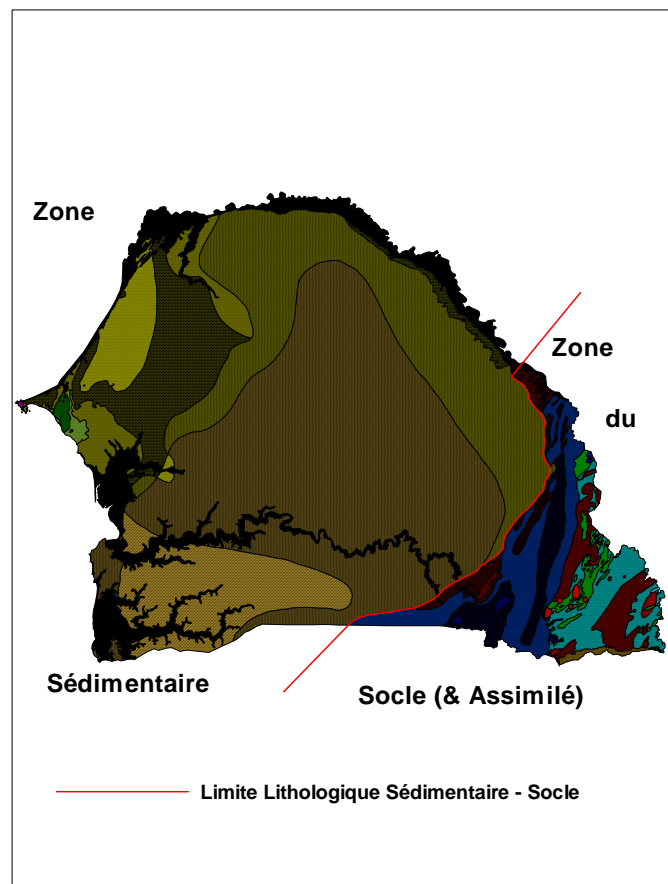 Zone
Zone
du
Sédimentaire
Socle (& Assimilé)
Limite Lithologique Sédimentaire - Socle